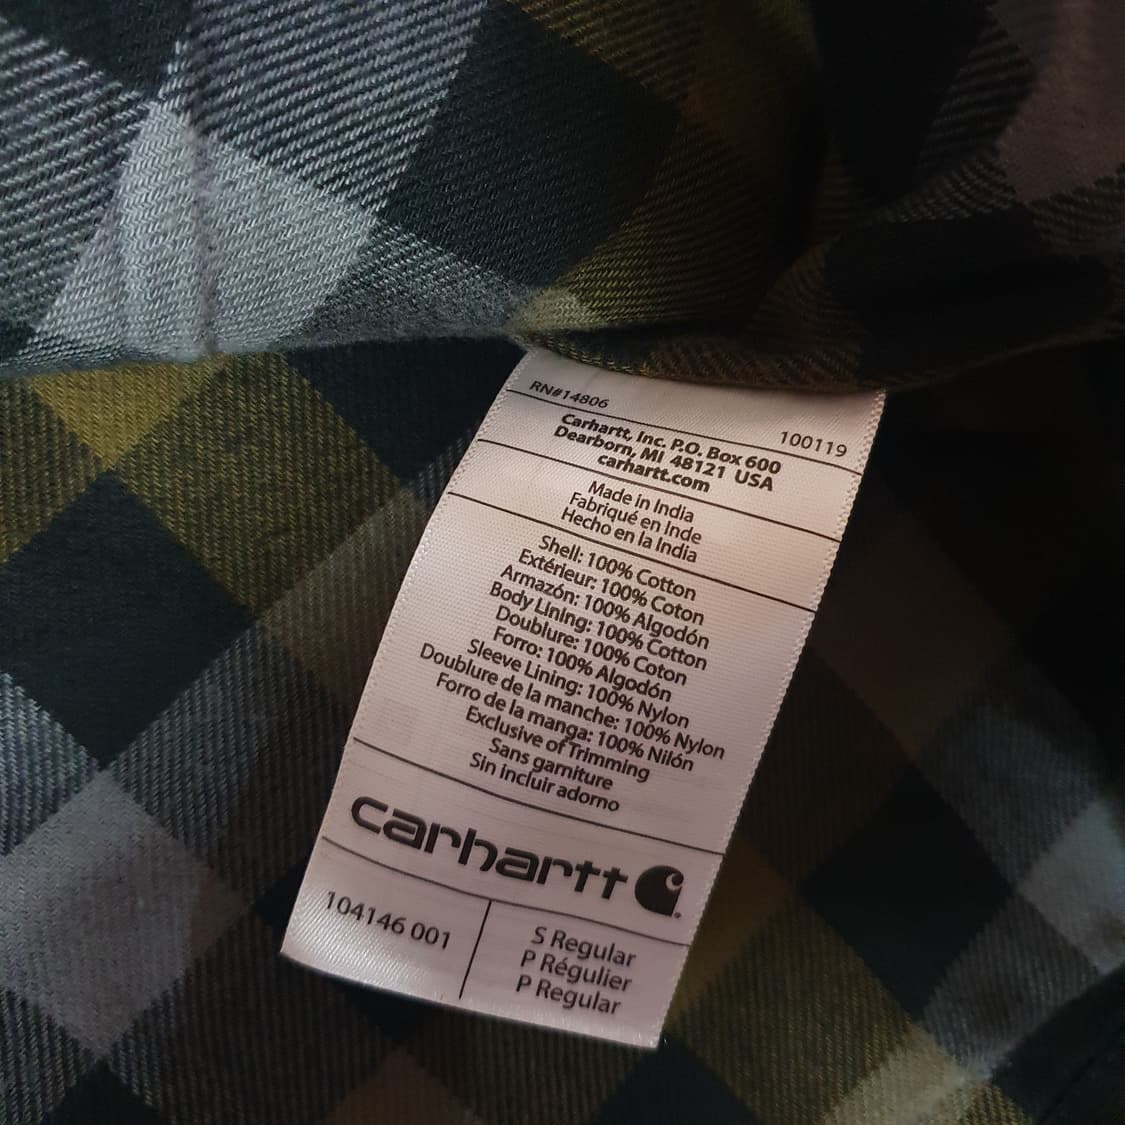 RN#14806
100119
Carhartt, Inc. P.O. Box 600
Dearborn, MI 48121 USA
carhartt.com
Made in India
Fabriqué en Inde
Hecho en la India
Shell: 100% Cotton
Extérieur: 100% Coton
Armazón: 100% Algodón
Body Lining: 100% Cotton
Doublure: 100% Coton
Forro: 100% Algodón
Sleeve Lining: 100% Nylon
Doublure de la manche: 100% Nylon
Forro de la manga: 100% Nilón
Exclusive of Trimming
Sans garniture
Sin incluir adorno
carhartt
104146 001
S Regular
P Régulier
P Regular